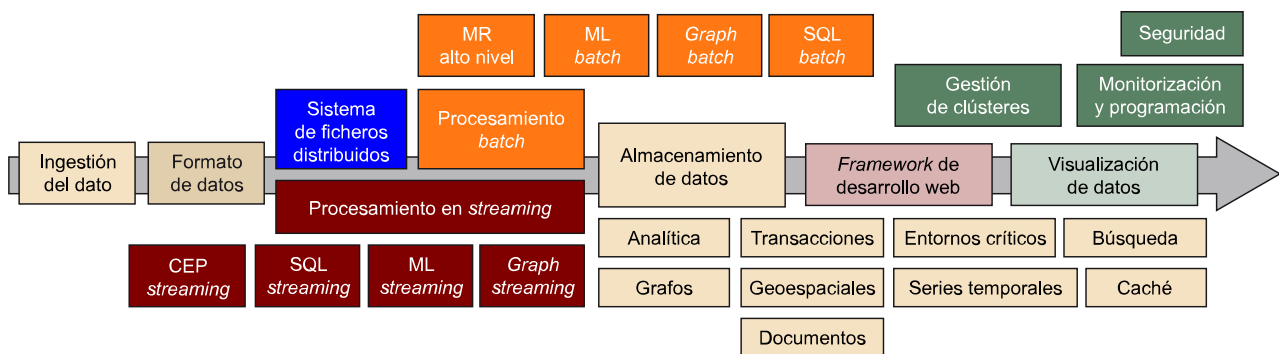 MR
alto nivel
ML
batch
Graph
batch
SQL
batch
Seguridad
Gestión
de clústeres
Monitorización
y programación
Sistema
de ficheros
distribuidos
Procesamiento
batch
Ingestión
del dato
Formato
de datos
Almacenamiento
de datos
Framework de
desarrollo web
Visualización
de datos
Procesamiento en streaming
CEP
streaming
SQL
streaming
ML
streaming
Graph
streaming
Analítica
Transacciones
Entornos críticos
Búsqueda
Grafos
Geoespaciales
Series temporales
Caché
Documentos